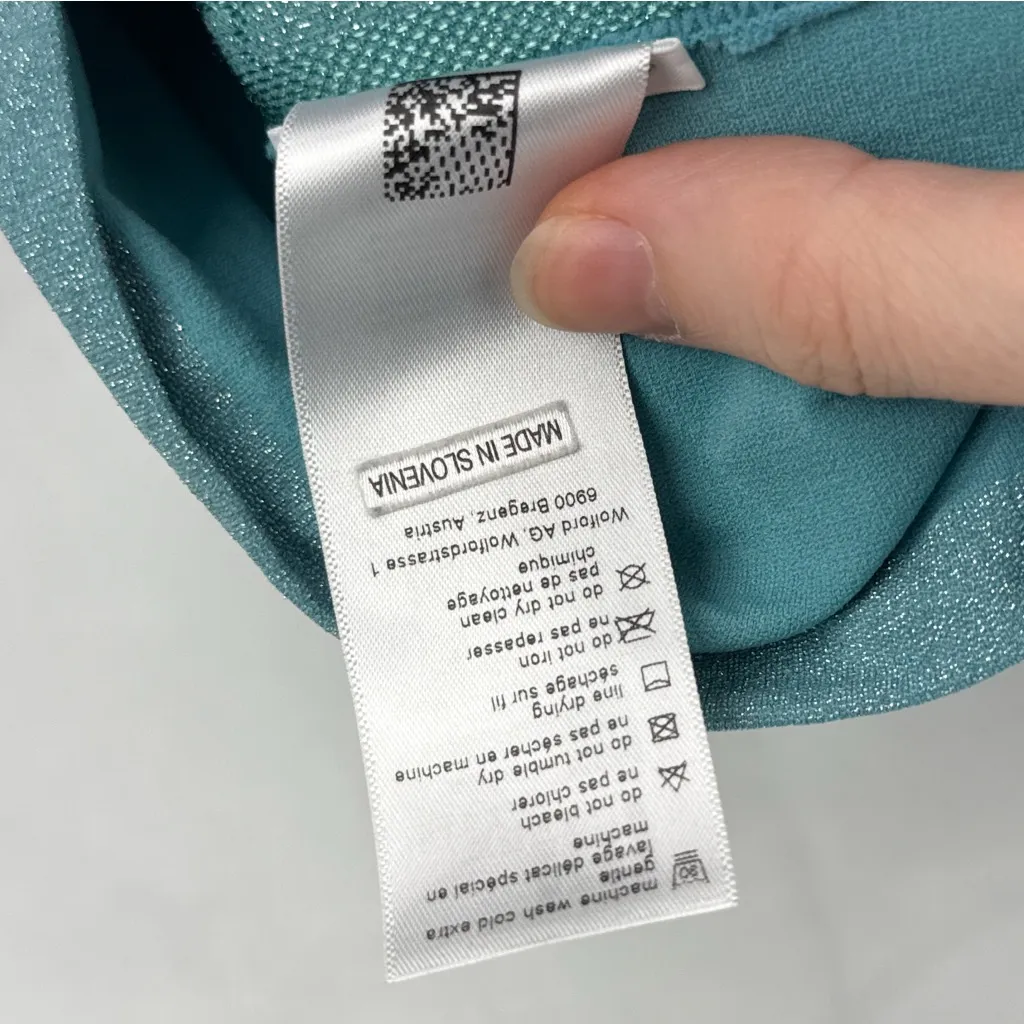 machine wash cold extra
gentle
lavage délicat spécial en
machine
do not bleach
ne pas chlorer
do not tumble dry
ne pas sécher en machine
line drying
séchage sur fil
do not iron
ne pas repasser
do not dry clean
pas de nettoyage
chimique
Wolford AG, Wolfordstrasse 1
6900 Bregenz, Austria
MADE IN SLOVENIA